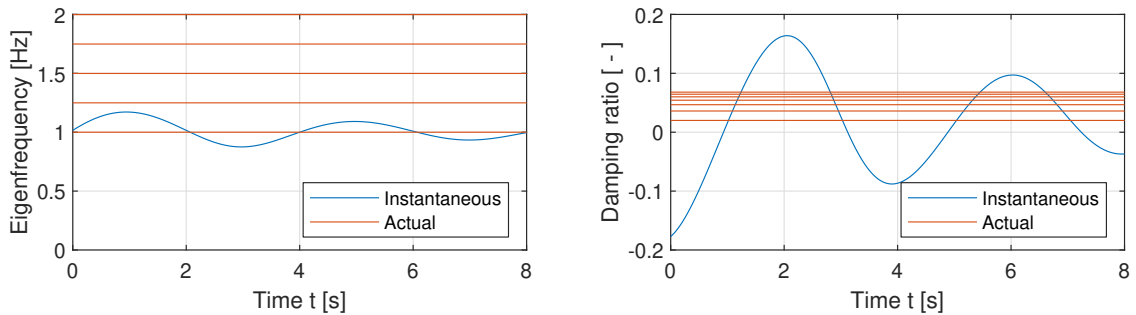 2
1.5
1
0.5
0
0
2
4
6
8
Eigenfrequency [Hz]
Time t [s]
Instantaneous
Actual
0.2
0.1
0
-0.1
-0.2
0
2
4
6
8
Damping ratio [ - ]
Time t [s]
Instantaneous
Actual